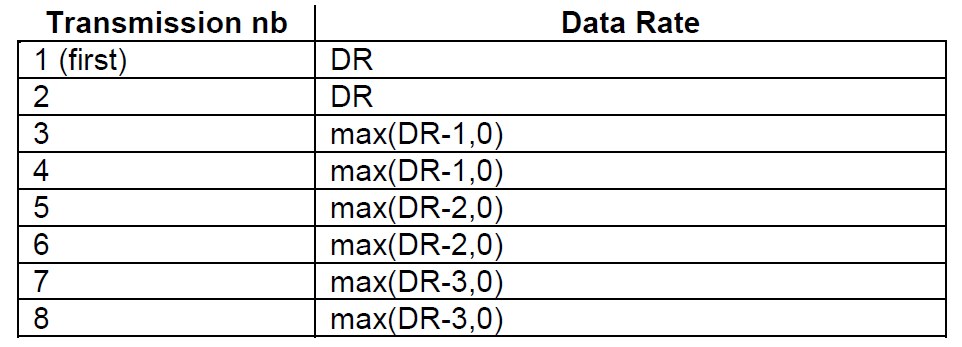 Transmission nb Data Rate
1 (first) DR
2 DR
3 max(DR-1,0)
4 max(DR-1,0)
5 max(DR-2,0)
6 max(DR-2,0)
7 max(DR-3,0)
8 max(DR-3,0)